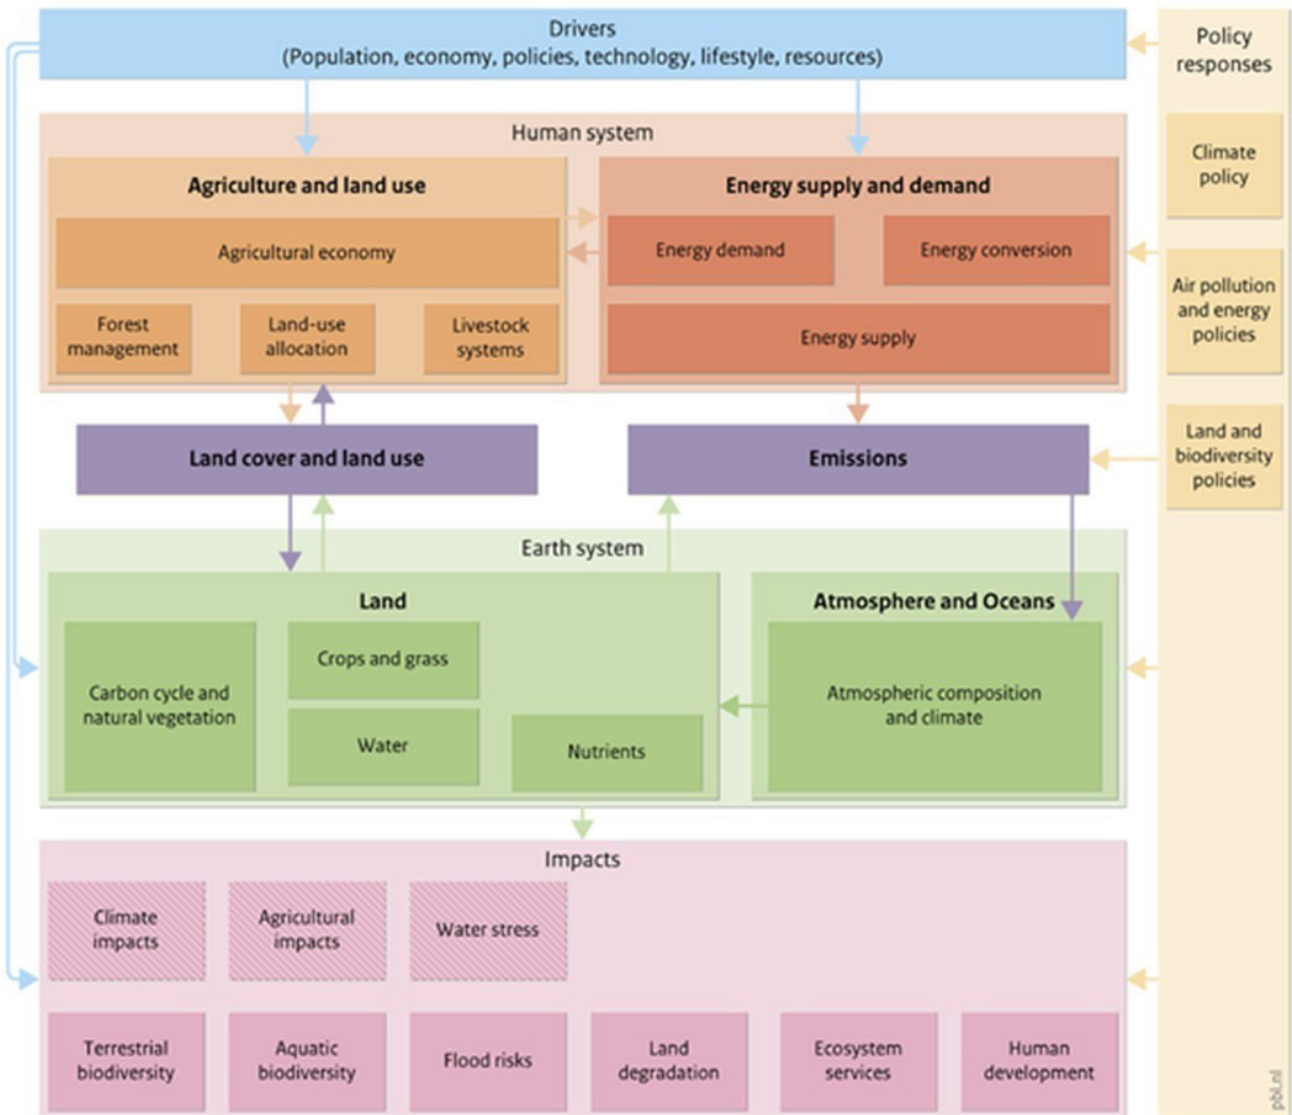 Drivers
(Population, economy, policies, technology, lifestyle, resources)
Policy
responses
Human system
Agriculture and land use
Energy supply and demand
Climate
policy
Agricultural economy
Energy demand
Energy conversion
Air pollution
and energy
policies
Forest
management
Land-use
allocation
Livestock
systems
Energy supply
Land cover and land use
Emissions
Land and
biodiversity
policies
Earth system
Land
Atmosphere and Oceans
Carbon cycle and
natural vegetation
Crops and grass
Water
Nutrients
Atmospheric composition
and climate
Impacts
Climate
impacts
Agricultural
impacts
Water stress
Terrestrial
biodiversity
Aquatic
biodiversity
Flood risks
Land
degradation
Ecosystem
services
Human
development
pbl.nl